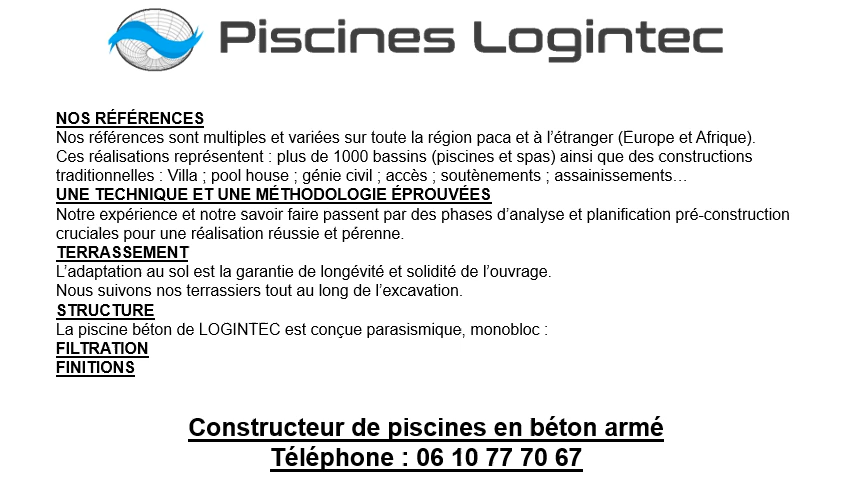 Piscines Logintec
NOS RÉFÉRENCES
Nos références sont multiples et variées sur toute la région paca et à l’étranger (Europe et Afrique).
Ces réalisations représentent : plus de 1000 bassins (piscines et spas) ainsi que des constructions
traditionnelles : Villa ; pool house ; génie civil ; accès ; soutènements ; assainissements…
UNE TECHNIQUE ET UNE MÉTHODOLOGIE ÉPROUVÉES
Notre expérience et notre savoir faire passent par des phases d’analyse et planification pré-construction
cruciales pour une réalisation réussie et pérenne.
TERRASSEMENT
L’adaptation au sol est la garantie de longévité et solidité de l’ouvrage.
Nous suivons nos terrassiers tout au long de l’excavation.
STRUCTURE
La piscine béton de LOGINTEC est conçue parasismique, monobloc :
FILTRATION
FINITIONS
Constructeur de piscines en béton armé
Téléphone : 06 10 77 70 67